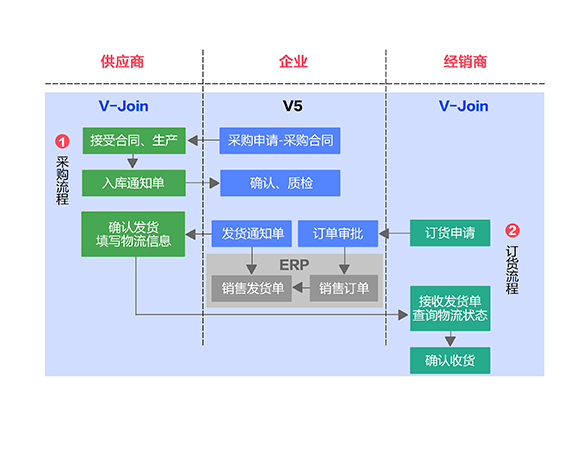 供应商
企业
经销商
V-Join
V5
V-Join
1
采购流程
接受合同、生产
采购申请-采购合同
入库通知单
确认、质检
确认发货
填写物流信息
发货通知单
订单审批
订货申请
2
订货流程
ERP
销售发货单
销售订单
接收发货单
查询物流状态
确认收货